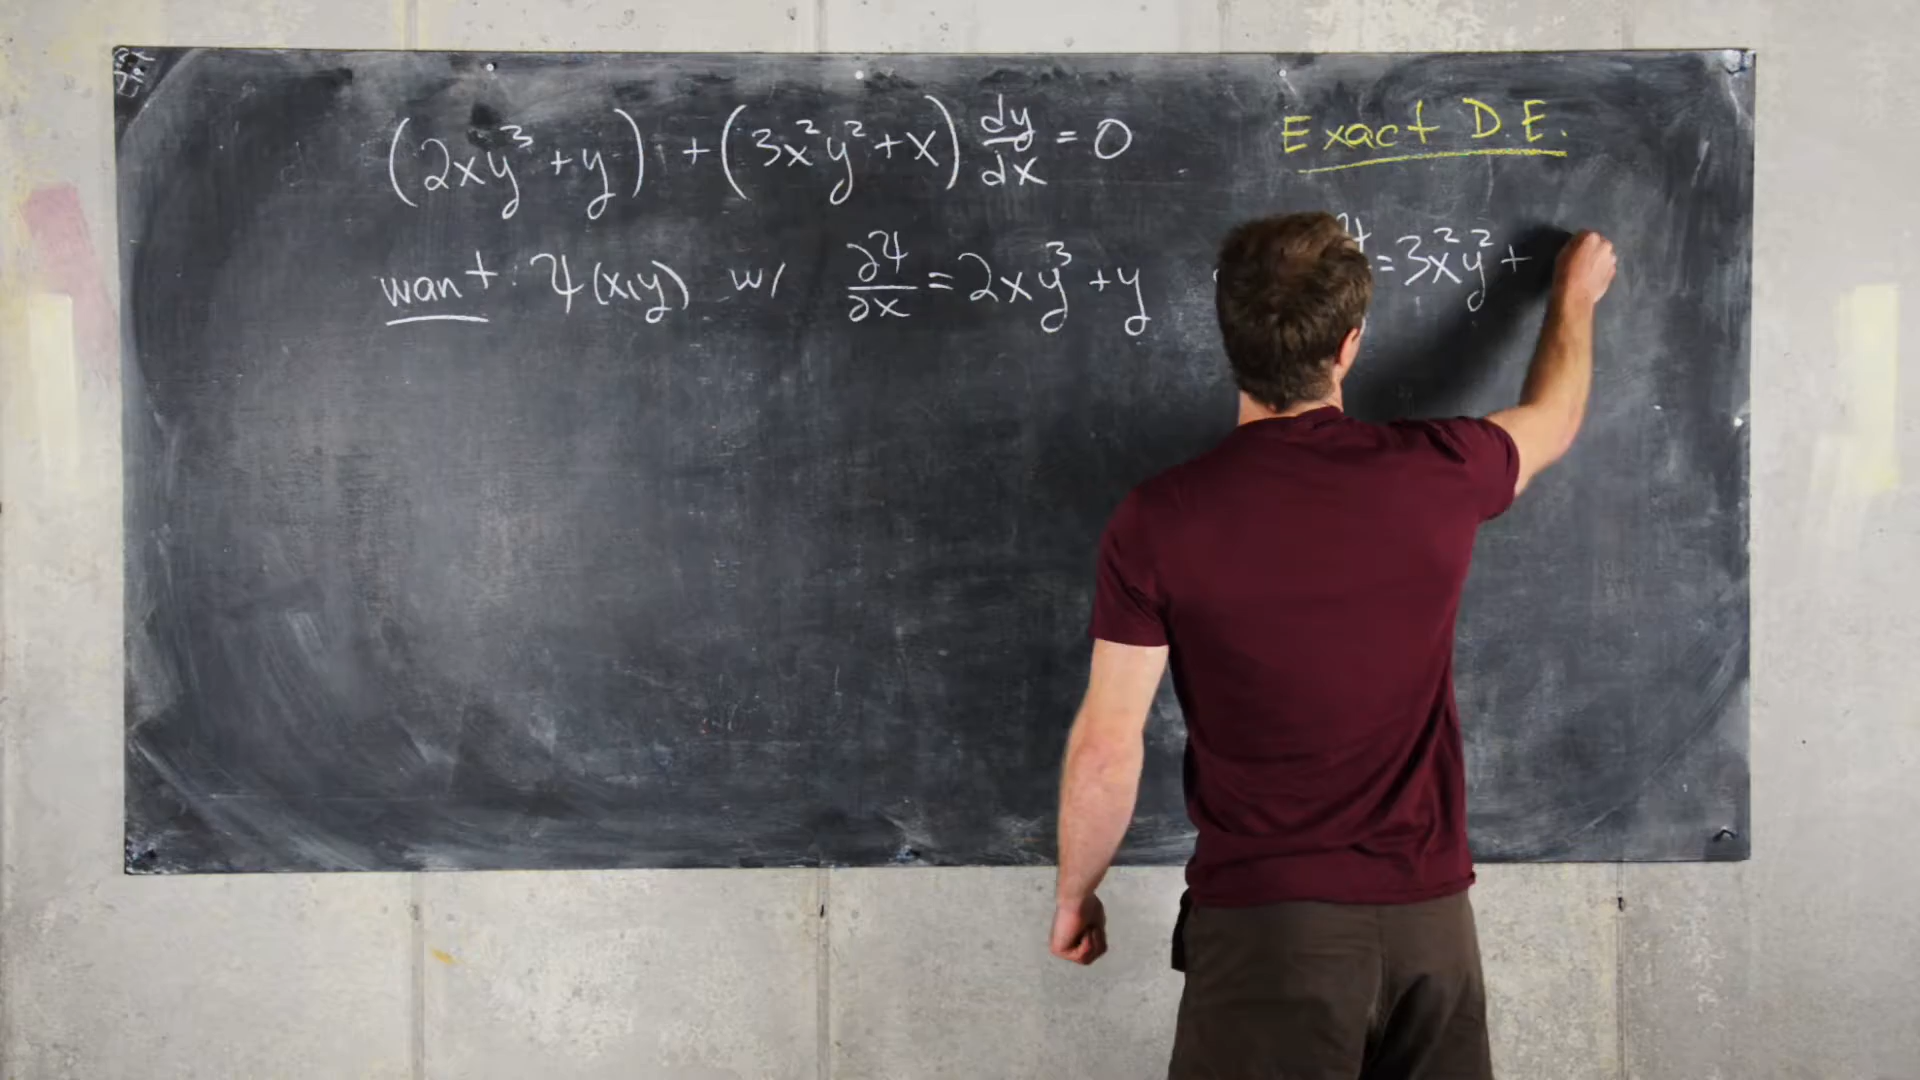 (2xy³ + y) + (3x²y² + x) dy/dx = 0
Exact D.E.
want: Ψ(x,y) w/ ∂Ψ/∂x = 2xy³ + y
Ψ = 3x²y² +